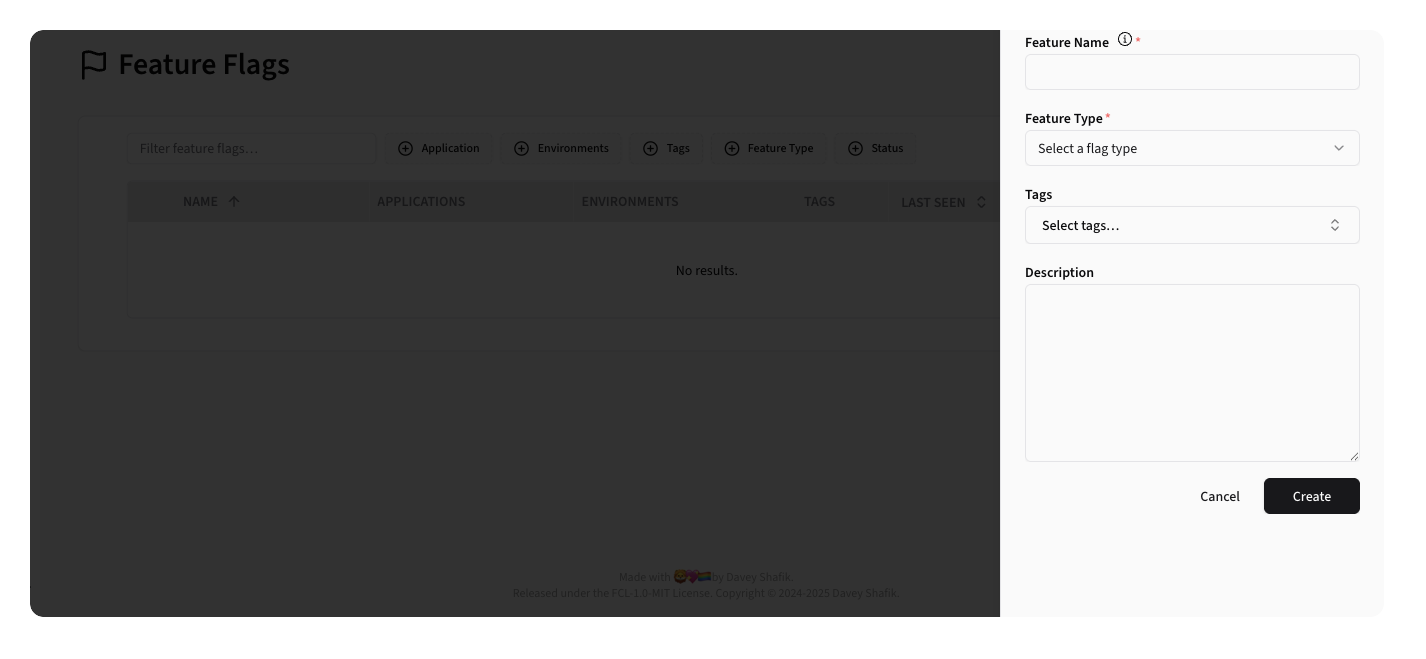 Feature Flags
Filter feature flags…
Application
Environments
Tags
Feature Type
Status
NAME
APPLICATIONS
ENVIRONMENTS
TAGS
LAST SEEN
No results.
Made with 🦁💖🏳️‍🌈 by Davey Shafik.
Released under the FCL-1.0-MIT License. Copyright © 2024-2025 Davey Shafik.
Feature Name *
Feature Type *
Select a flag type
Tags
Select tags…
Description
Cancel
Create